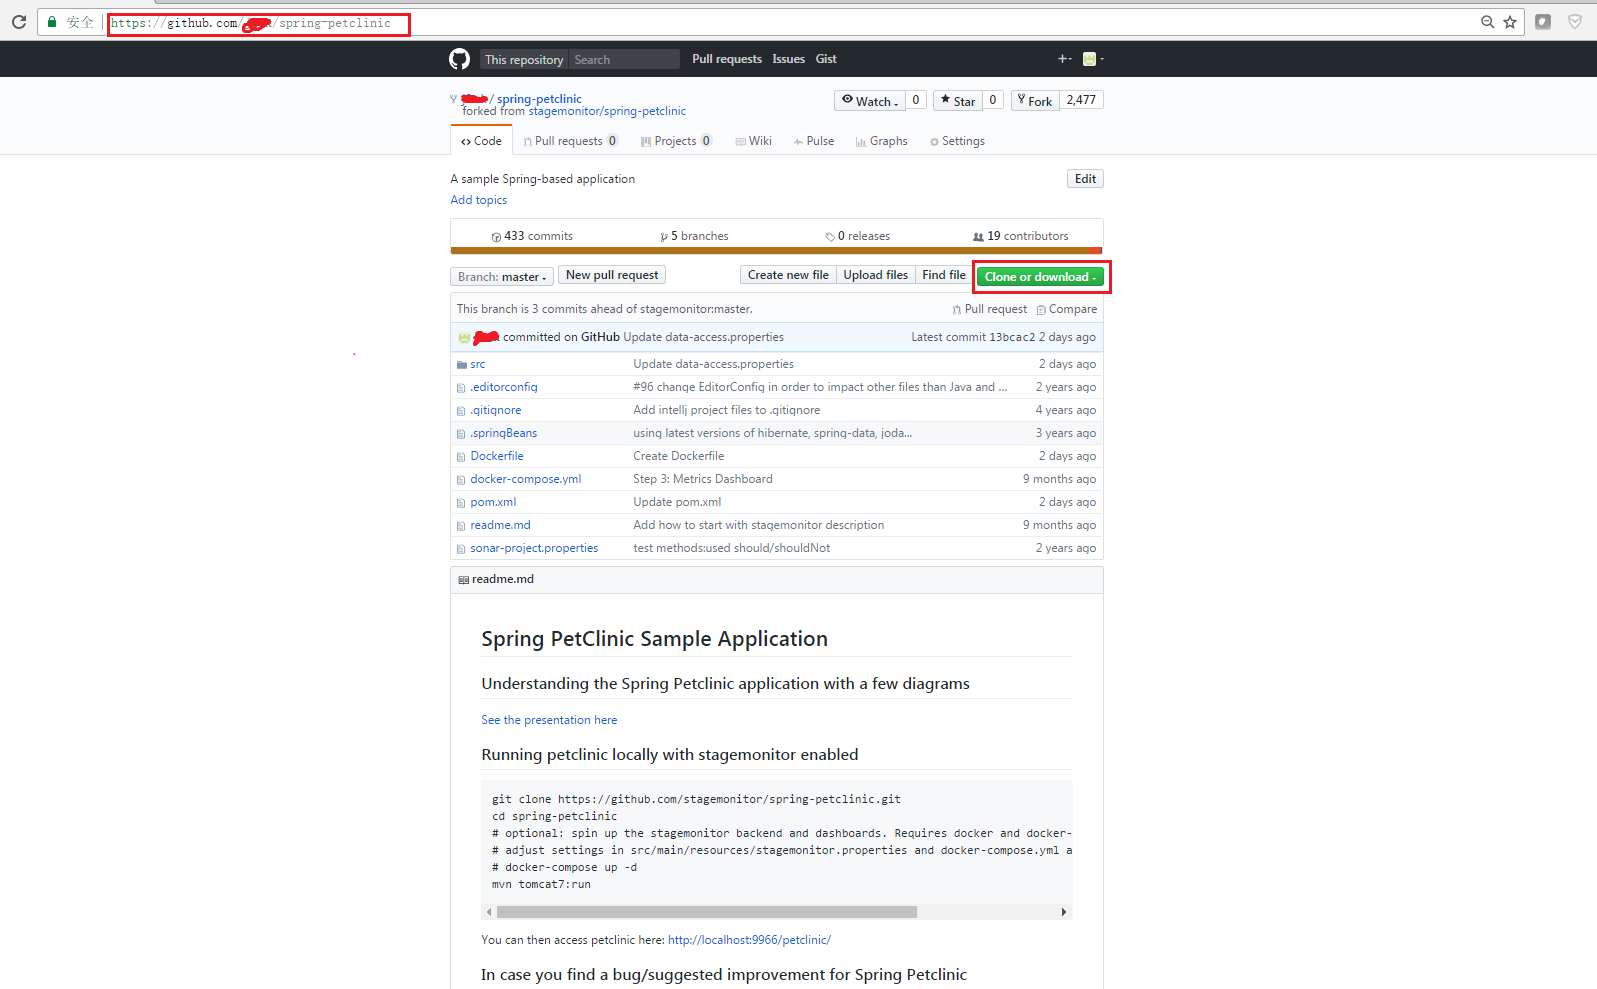 安全 https://github.com/ /spring-petclinic
This repository Search Pull requests Issues Gist
/ spring-petclinic Watch 0 Star 0 Fork 2,477
forked from stagemonitor/spring-petclinic
Code Pull requests 0 Projects 0 Wiki Pulse Graphs Settings
A sample Spring-based application Edit
Add topics
433 commits 5 branches 0 releases 19 contributors
Branch: master New pull request Create new file Upload files Find file Clone or download
This branch is 3 commits ahead of stagemonitor:master. Pull request Compare
committed on GitHub Update data-access.properties Latest commit 13bcac2 2 days ago
src Update data-access.properties 2 days ago
.editorconfig #96 change EditorConfig in order to impact other files than Java and ... 2 years ago
.gitignore Add intellj project files to .gitignore 4 years ago
.springBeans using latest versions of hibernate, spring-data, joda... 3 years ago
Dockerfile Create Dockerfile 2 days ago
docker-compose.yml Step 3: Metrics Dashboard 9 months ago
pom.xml Update pom.xml 2 days ago
readme.md Add how to start with stagemonitor description 9 months ago
sonar-project.properties test methods:used should/shouldNot 2 years ago
readme.md
Spring PetClinic Sample Application
Understanding the Spring Petclinic application with a few diagrams
See the presentation here
Running petclinic locally with stagemonitor enabled
git clone https://github.com/stagemonitor/spring-petclinic.git
cd spring-petclinic
# optional: spin up the stagemonitor backend and dashboards. Requires docker and docker-
# adjust settings in src/main/resources/stagemonitor.properties and docker-compose.yml a
# docker-compose up -d
mvn tomcat7:run
You can then access petclinic here: http://localhost:9966/petclinic/
In case you find a bug/suggested improvement for Spring Petclinic